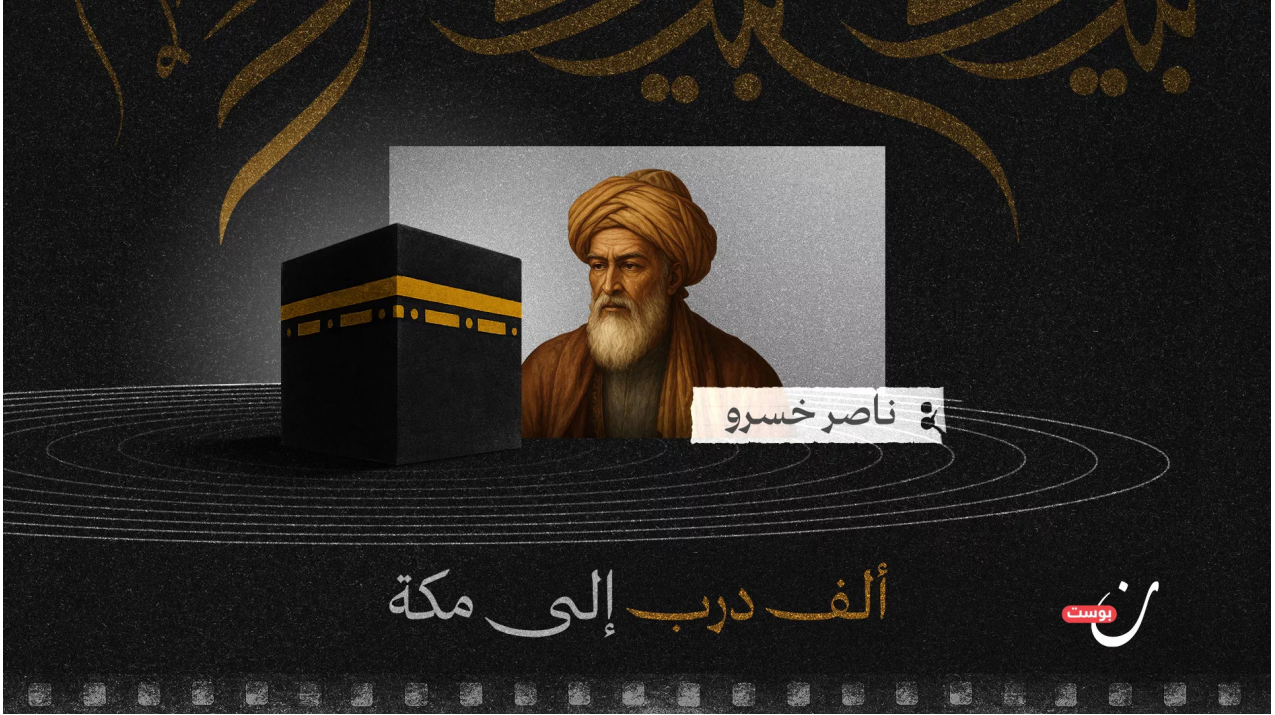 ناصر خسرو
ألف درب إلى مكة
ن بوست